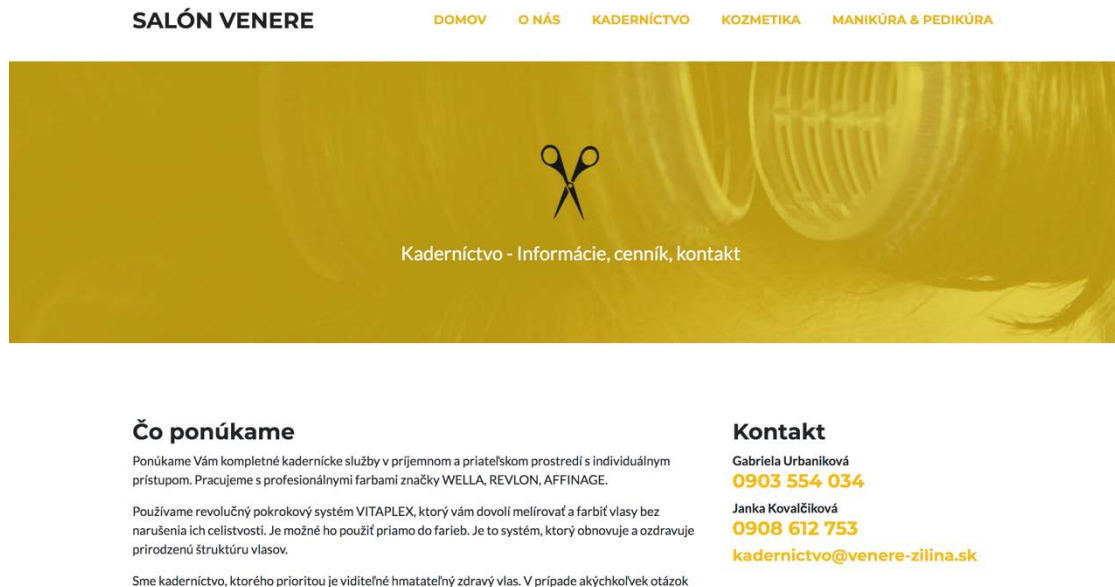 SALÓN VENERE
DOMOV O NÁS KADERNÍCTVO KOZMETIKA MANIKÚRA & PEDIKÚRA
Kaderníctvo - Informácie, cenník, kontakt
Čo ponúkame
Ponúkame Vám kompletné kadernícke služby v príjemnom a priateľskom prostredí s individuálnym
prístupom. Pracujeme s profesionálnymi farbami značky WELLA, REVLON, AFFINAGE.
Používame revolučný pokrokový systém VITAPLEX, ktorý vám dovolí melírovať a farbiť vlasy bez
narušenia ich celistvosti. Je možné ho použiť priamo do farieb. Je to systém, ktorý obnovuje a ozdravuje
prirodzenú štruktúru vlasov.
Sme kaderníctvo, ktorého prioritou je viditeľné hmatateľný zdravý vlas. V prípade akýchkoľvek otázok
Kontakt
Gabriela Urbaniková
0903 554 034
Janka Kovalčiková
0908 612 753
kadernictvo@venere-zilina.sk